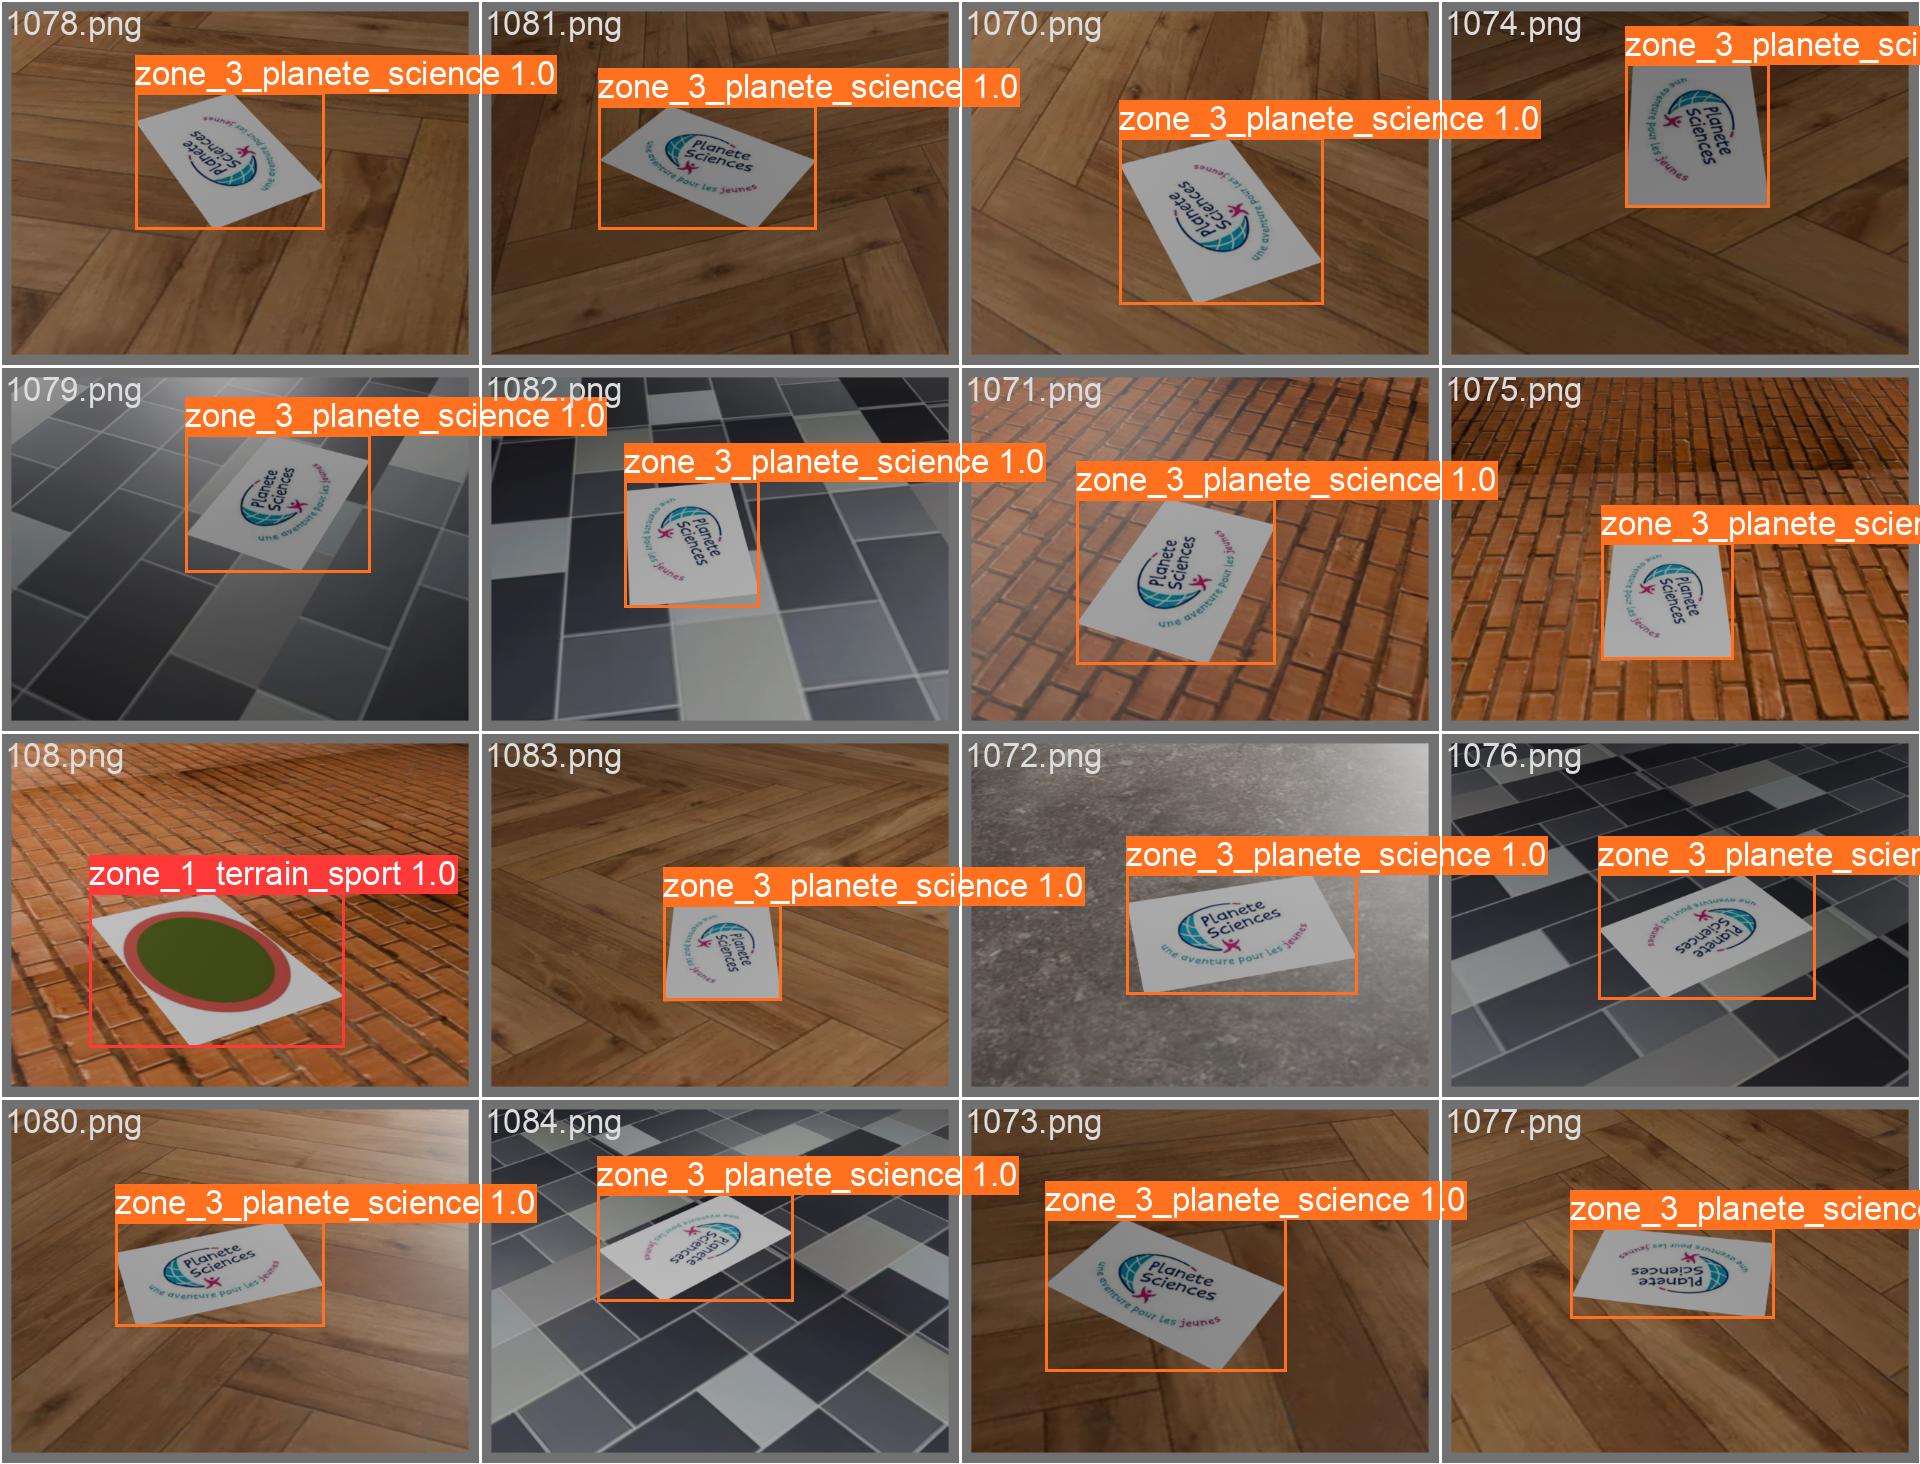 1078.png
zone_3_planete_science 1.0
Planete
Sciences
une aventure pour les jeunes
1081.png
zone_3_planete_science 1.0
Planete
Sciences
une aventure pour les jeunes
1070.png
zone_3_planete_science 1.0
Planete
Sciences
une aventure pour les jeunes
1074.png
zone_3_planete_sci
Planete
Sciences
une aventure pour les jeunes
1079.png
zone_3_planete_science 1.0
Planete
Sciences
une aventure pour les jeunes
1082.png
zone_3_planete_science 1.0
Planete
Sciences
une aventure pour les jeunes
1071.png
zone_3_planete_science 1.0
Planete
Sciences
une aventure pour les jeunes
1075.png
zone_3_planete_scien
Planete
Sciences
une aventure pour les jeunes
108.png
zone_1_terrain_sport 1.0
1083.png
zone_3_planete_science 1.0
Planete
Sciences
une aventure pour les jeunes
1072.png
zone_3_planete_science 1.0
Planete
Sciences
une aventure pour les jeunes
1076.png
zone_3_planete_scien
Planete
Sciences
une aventure pour les jeunes
1080.png
zone_3_planete_science 1.0
Planete
Sciences
une aventure pour les jeunes
1084.png
zone_3_planete_science 1.0
Planete
Sciences
une aventure pour les jeunes
1073.png
zone_3_planete_science 1.0
Planete
Sciences
une aventure pour les jeunes
1077.png
zone_3_planete_science
Planete
Sciences
une aventure pour les jeunes